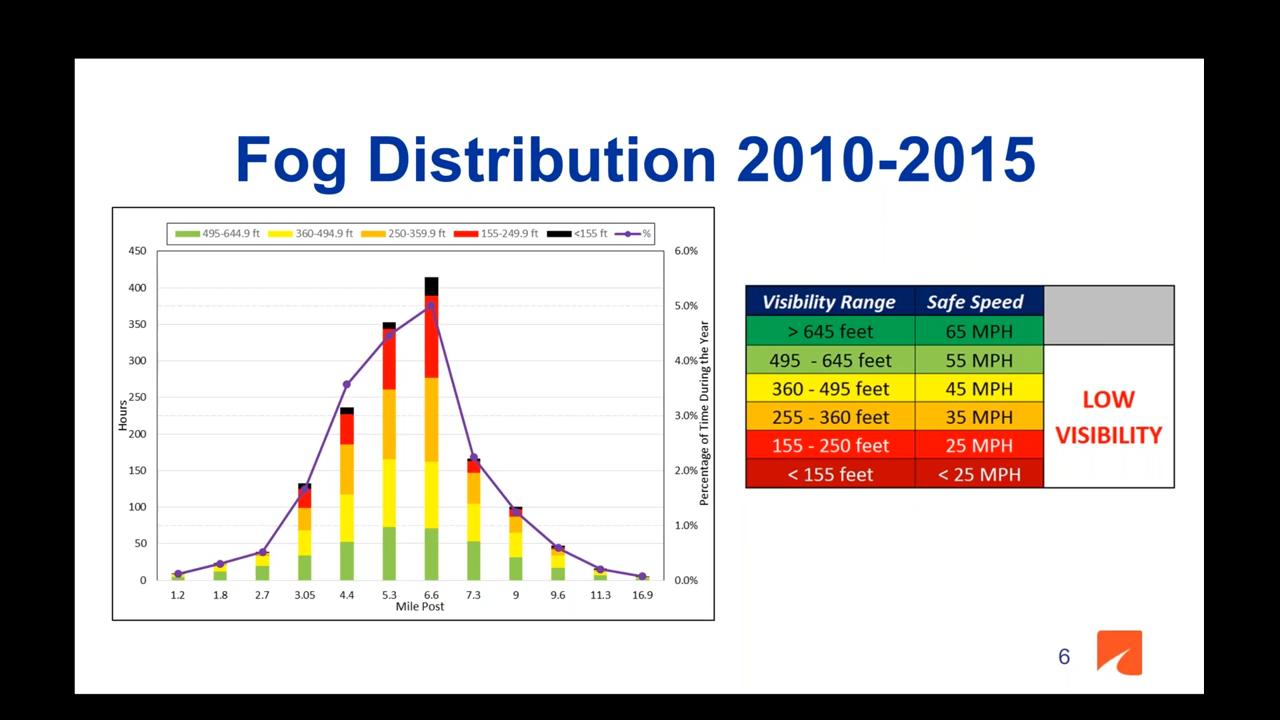 Fog Distribution 2010-2015
495-644.9 ft 360-494.9 ft 250-359.9 ft 155-249.9 ft <155 ft %
450
400
350
300
250
200
150
100
50
0
Hours
6.0%
5.0%
4.0%
3.0%
2.0%
1.0%
0.0%
Percentage of Time During the Year
1.2 1.8 2.7 3.05 4.4 5.3 6.6 7.3 9 9.6 11.3 16.9
Mile Post
Visibility Range Safe Speed
> 645 feet 65 MPH
495 - 645 feet 55 MPH
360 - 495 feet 45 MPH
255 - 360 feet 35 MPH
155 - 250 feet 25 MPH
< 155 feet < 25 MPH
LOW
VISIBILITY
6